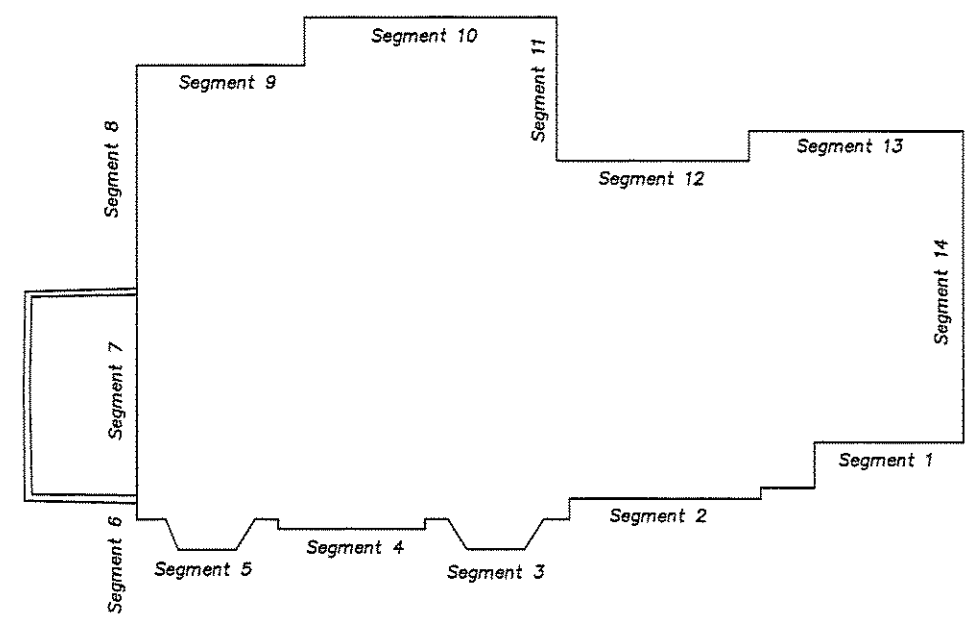 Segment 10
Segment 11
Segment 9
Segment 8
Segment 13
Segment 12
Segment 14
Segment 7
Segment 1
Segment 2
Segment 6
Segment 4
Segment 5
Segment 3